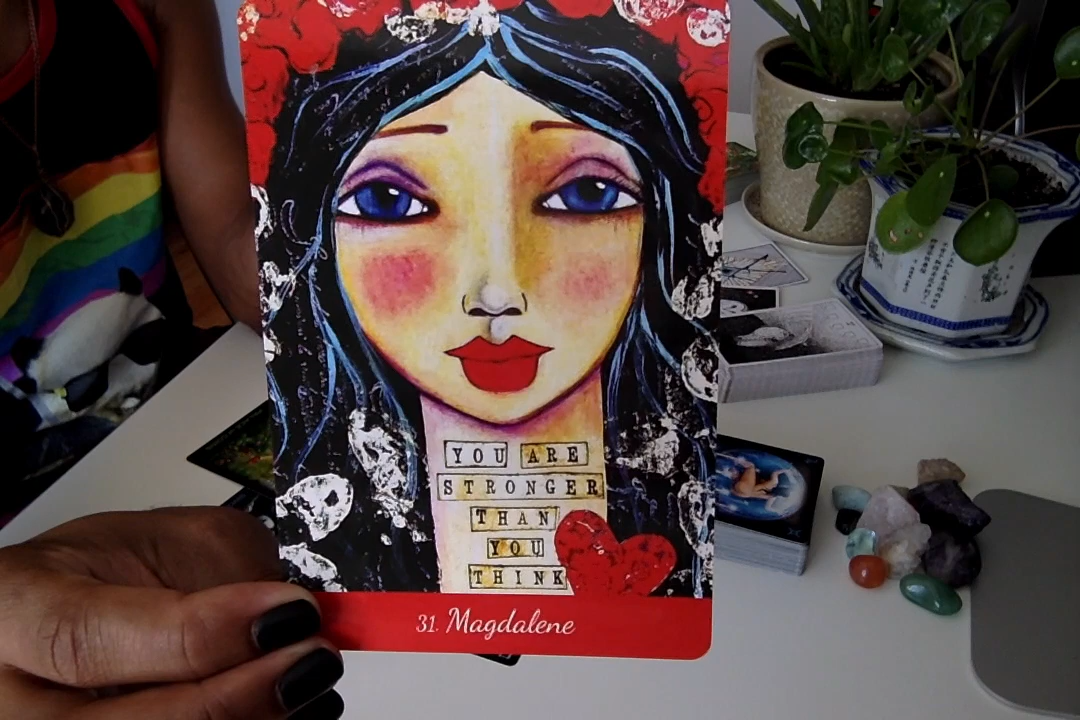 YOU ARE
STRONGER
THAN
YOU
THINK
31. Magdalene